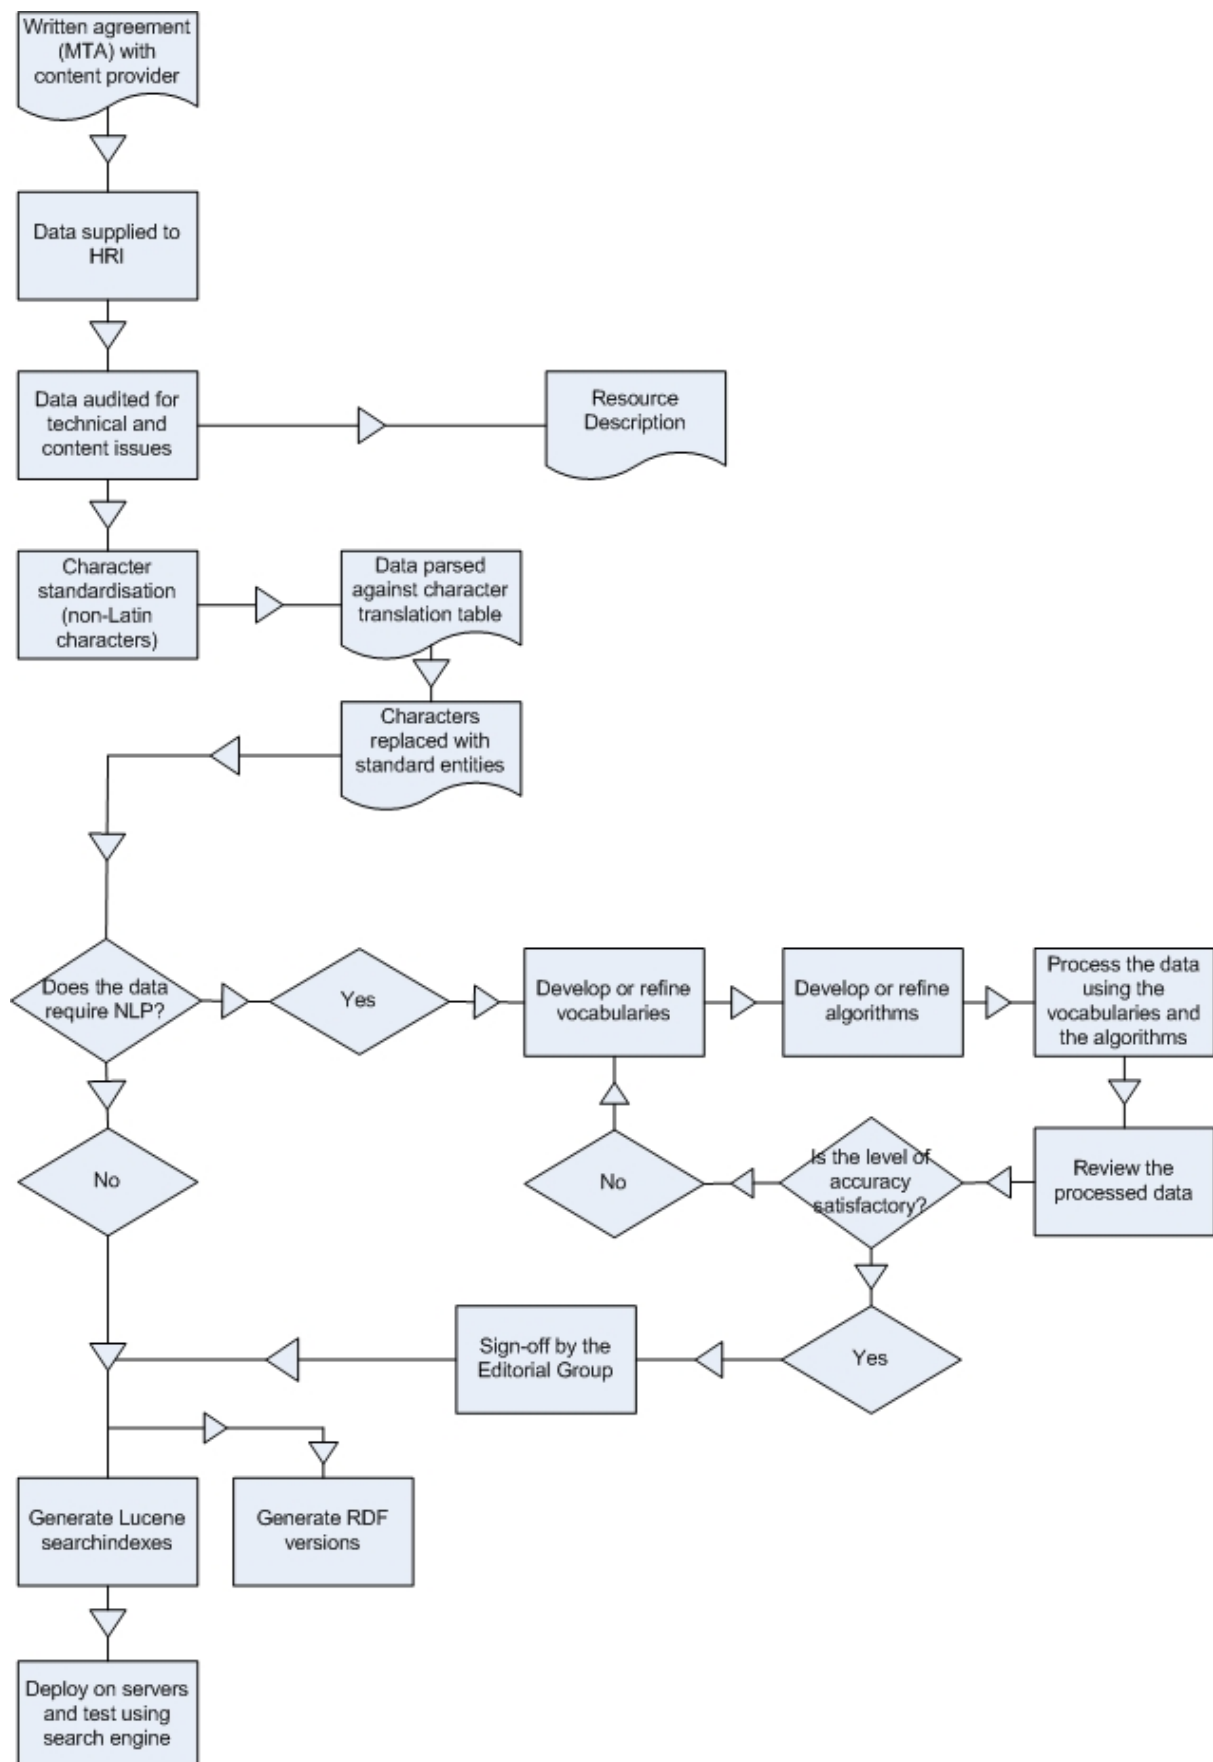 Written agreement
(MTA) with
content provider
Data supplied to
HRI
Data audited for
technical and
content issues
Resource
Description
Character
standardisation
(non-Latin
characters)
Data parsed
against character
translation table
Characters
replaced with
standard entities
Does the data
require NLP?
Yes
Develop or refine
vocabularies
Develop or refine
algorithms
Process the data
using the
vocabularies and
the algorithms
No
No
Is the level of
accuracy
satisfactory?
Review the
processed data
Sign-off by the
Editorial Group
Yes
Generate Lucene
searchindexes
Generate RDF
versions
Deploy on servers
and test using
search engine